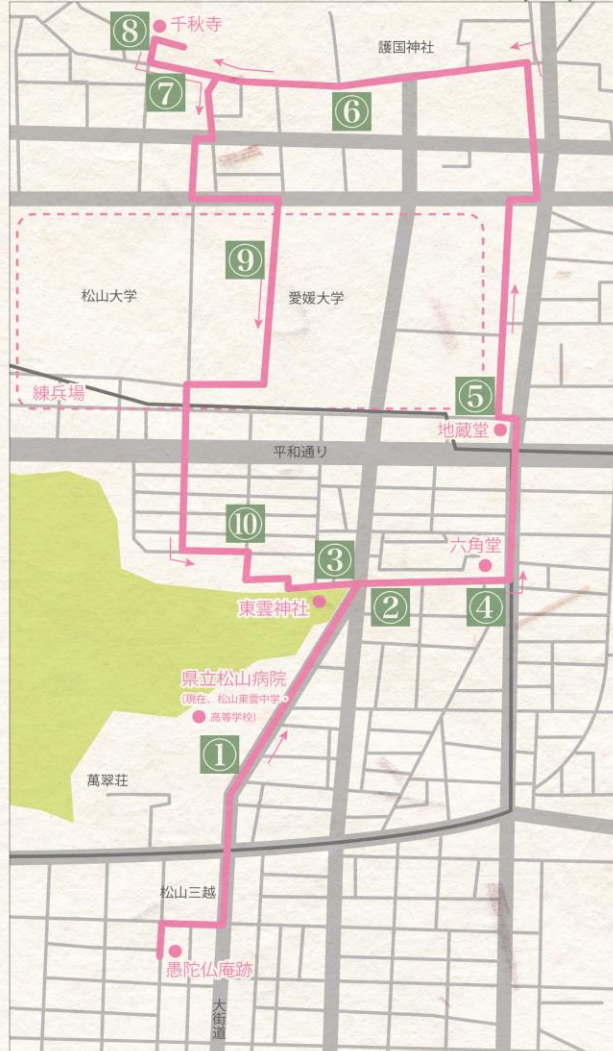 ⑧
千秋寺
護国神社
⑦
⑥
⑨
松山大学
愛媛大学
練兵場
⑤
地蔵堂
平和通り
⑩
六角堂
③
東雲神社
②
④
県立松山病院
(現在、松山東雲中学・
高等学校)
①
萬翠荘
松山三越
愚陀仏庵跡
大街道